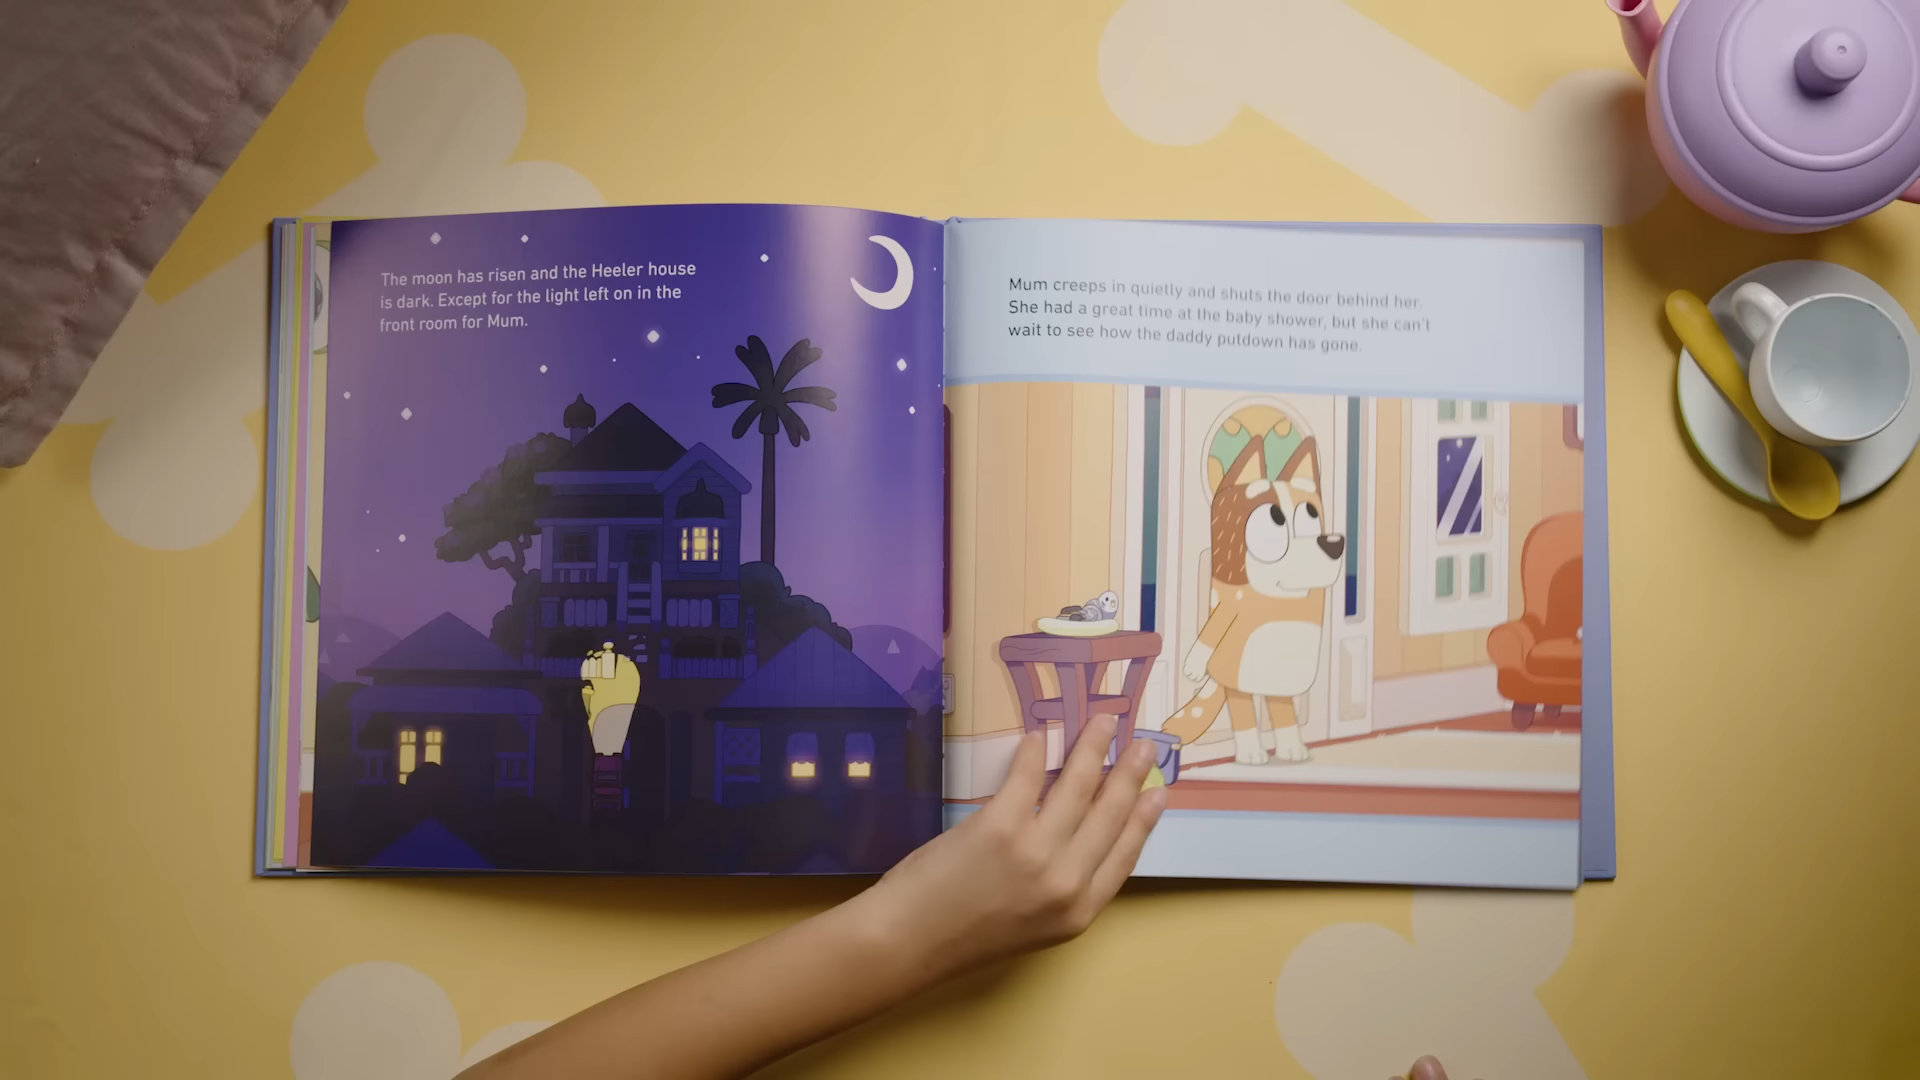 The moon has risen and the Heeler house
is dark. Except for the light left on in the
front room for Mum.
Mum creeps in quietly and shuts the door behind her.
She had a great time at the baby shower, but she can't
wait to see how the daddy putdown has gone.